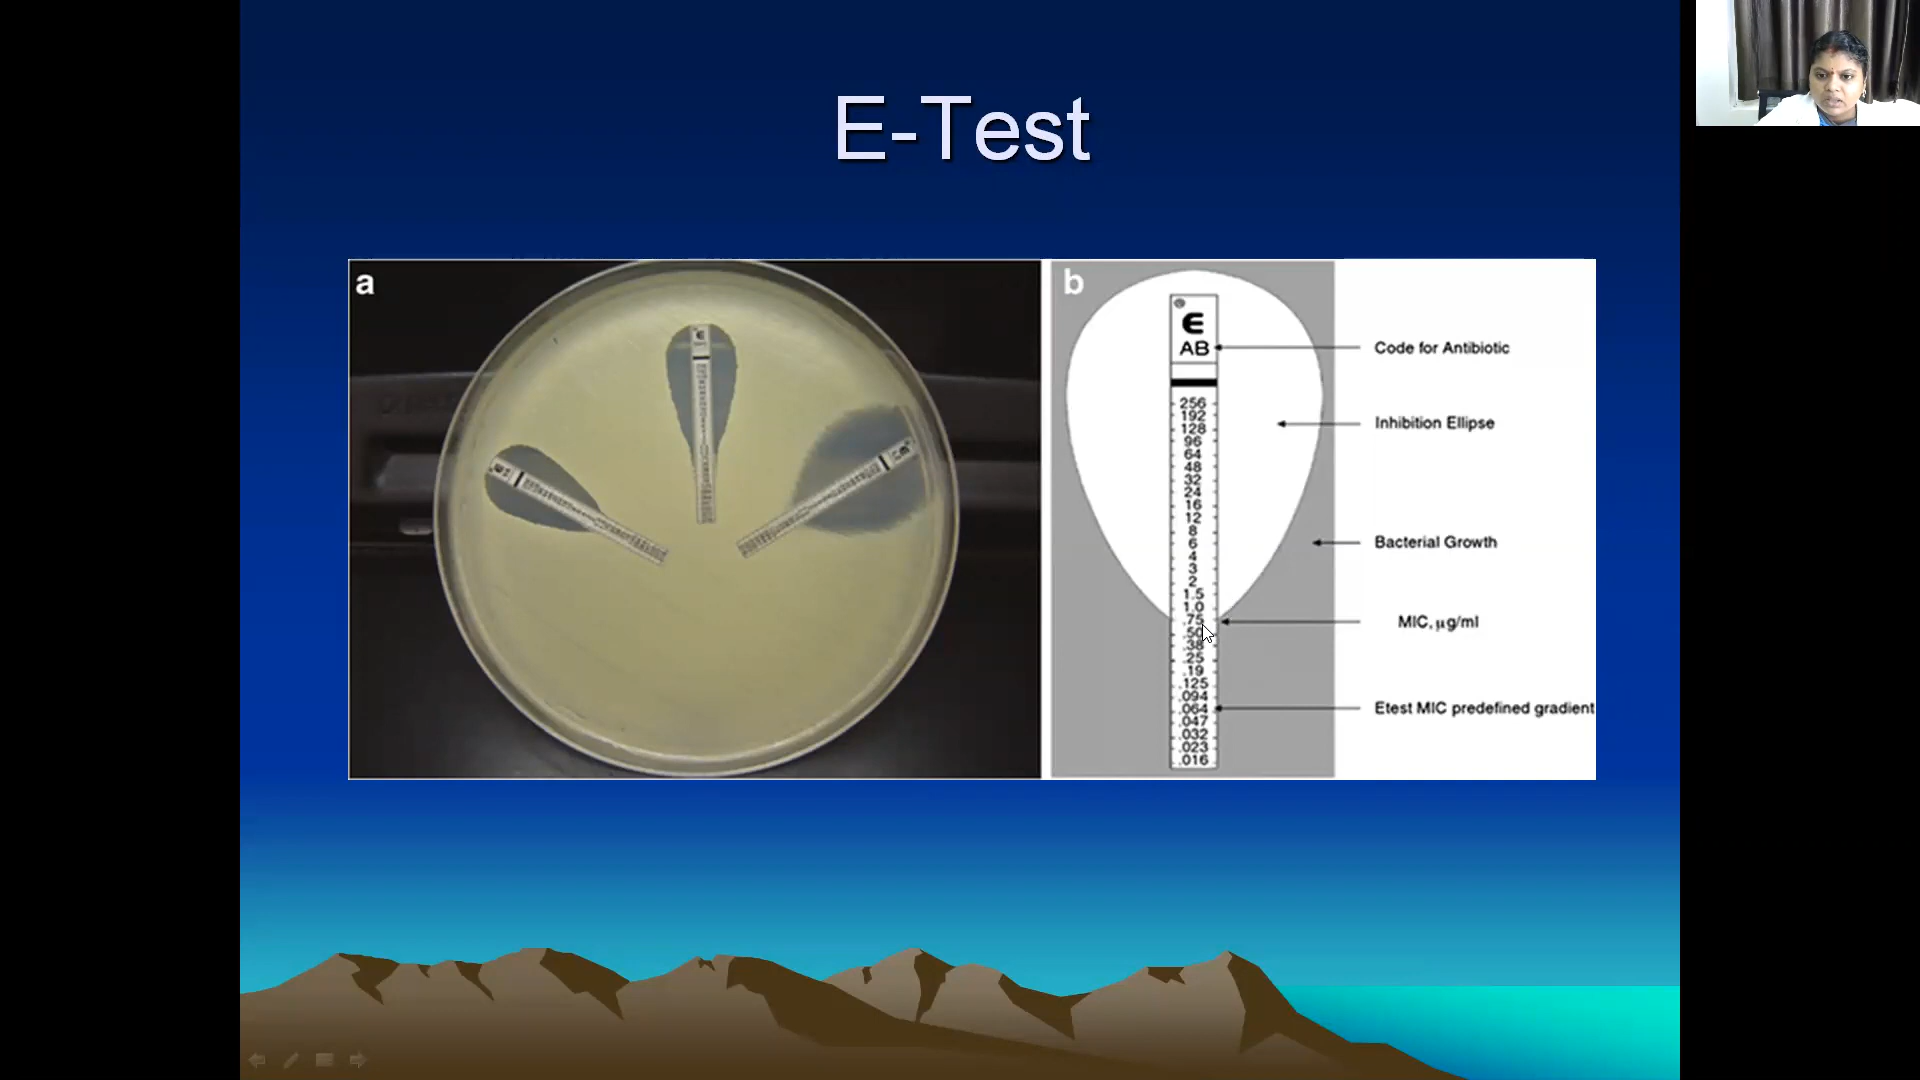 E-Test
a
b
E
AB
Code for Antibiotic
256
192
128
96
64
48
32
24
16
12
8
6
4
3
2
1.5
1.0
.75
.50
.38
.25
.19
.125
.094
.064
.047
.032
.023
.016
Inhibition Ellipse
Bacterial Growth
MIC, µg/ml
Etest MIC predefined gradient